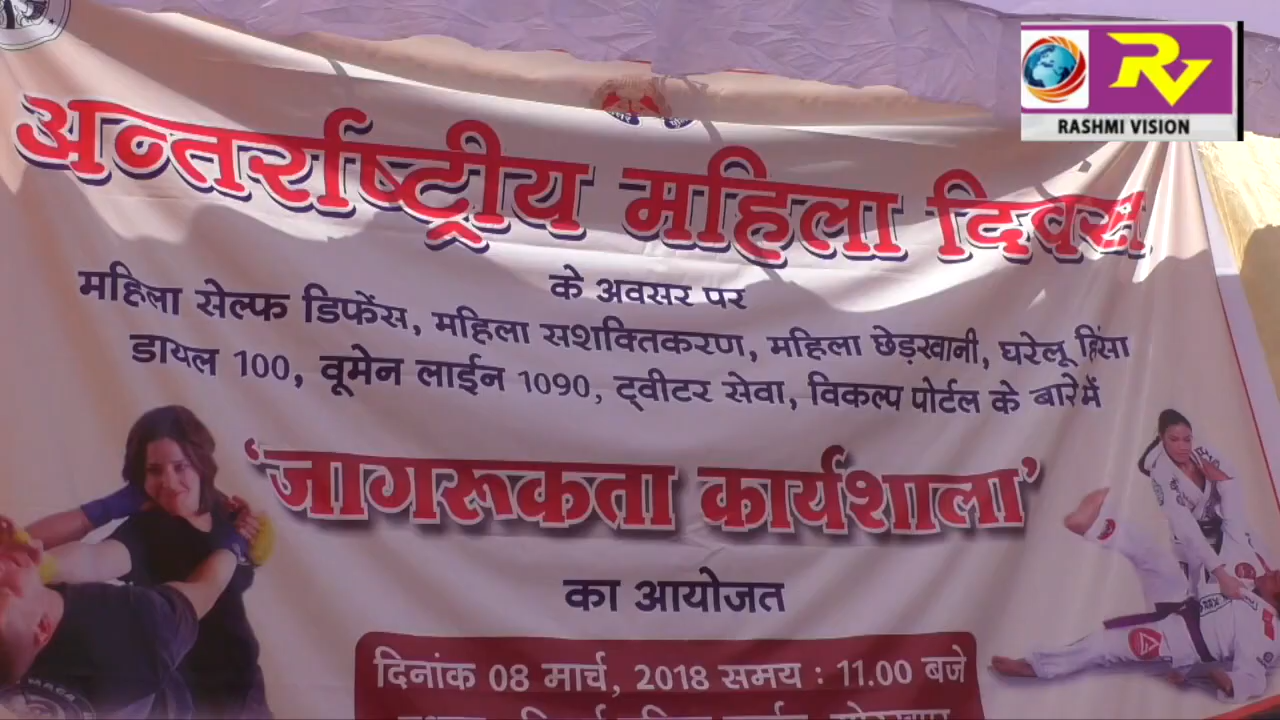 RV
RASHMI VISION
अन्तर्राष्ट्रीय महिला दिवस
के अवसर पर
महिला सेल्फ डिफेंस, महिला सशक्तिकरण, महिला छेड़खानी, घरेलू हिंसा
डायल 100, वूमेन लाईन 1090, ट्वीटर सेवा, विकल्प पोर्टल के बारे में
'जागरूकता कार्यशाला'
का आयोजत
दिनांक 08 मार्च, 2018 समय : 11.00 बजे